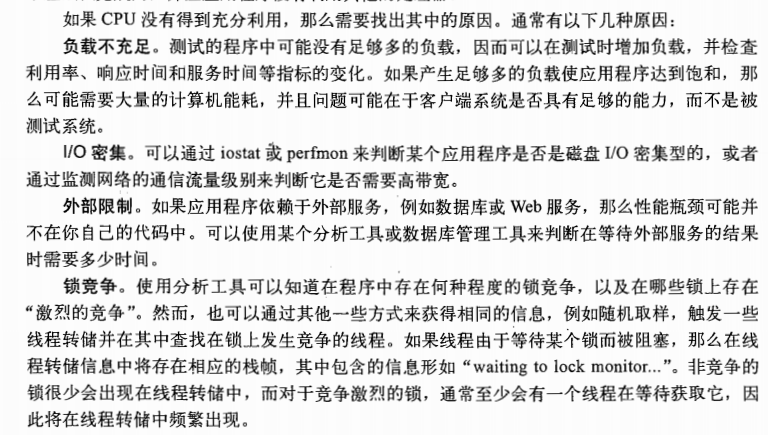 如果 CPU 没有得到充分利用，那么需要找出其中的原因。通常有以下几种原因：
负载不充足。测试的程序中可能没有足够多的负载，因而可以在测试时增加负载，并检查
利用率、响应时间和服务时间等指标的变化。如果产生足够多的负载使应用程序达到饱和，那
么可能需要大量的计算机能耗，并且问题可能在于客户端系统是否具有足够的能力，而不是被
测试系统。
I/O 密集。可以通过 iostat 或 perfmon 来判断某个应用程序是否是磁盘 I/O 密集型的，或者
通过监测网络的通信流量级别来判断它是否需要高带宽。
外部限制。如果应用程序依赖于外部服务，例如数据库或 Web 服务，那么性能瓶颈可能并
不在你自己的代码中。可以使用某个分析工具或数据库管理工具来判断在等待外部服务的结果
时需要多少时间。
锁竞争。使用分析工具可以知道在程序中存在何种程度的锁竞争，以及在哪些锁上存在
“激烈的竞争”。然而，也可以通过其他一些方式来获得相同的信息，例如随机取样，触发一些
线程转储并在其中查找在锁上发生竞争的线程。如果线程由于等待某个锁而被阻塞，那么在线
程转储信息中将存在相应的栈帧，其中包含的信息形如“waiting to lock monitor...”。非竞争的
锁很少会出现在线程转储中，而对于竞争激烈的锁，通常至少会有一个线程在等待获取它，因
此将在线程转储中频繁出现。